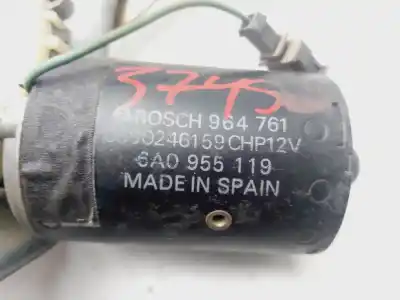 3745
BOSCH 964 761
0390246159 CHP12V
6A0 955 119
MADE IN SPAIN